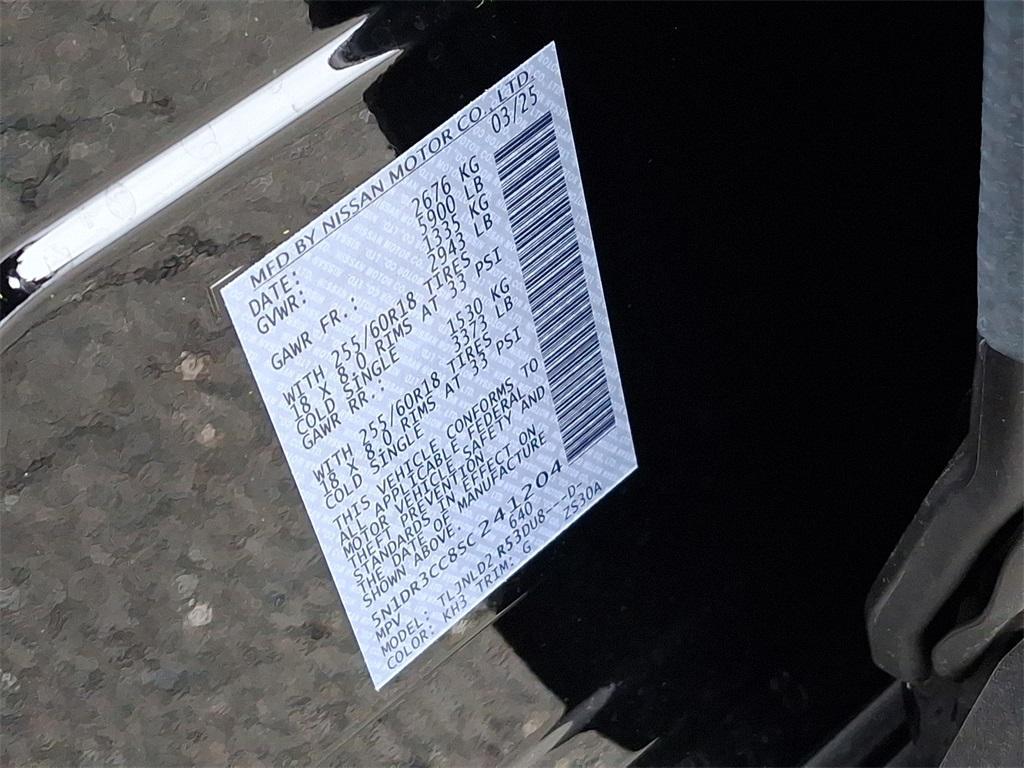 MFD BY NISSAN MOTOR CO., LTD.
DATE: 03/25
GVWR: 2676 KG
5900 LB
GAWR FR.: 1335 KG
2943 LB
WITH 255/60R18 TIRES
18 X 8.0 RIMS AT 33 PSI
COLD SINGLE
GAWR RR.: 1530 KG
3373 LB
WITH 255/60R18 TIRES
18 X 8.0 RIMS AT 33 PSI
COLD SINGLE
THIS VEHICLE CONFORMS TO
ALL APPLICABLE FEDERAL
MOTOR VEHICLE SAFETY AND
THEFT PREVENTION
STANDARDS IN EFFECT ON
THE DATE OF MANUFACTURE
SHOWN ABOVE.
5N1DR3CC8SC241204
MPV 640
MODEL: TLJNLDZ R53DU8---D-
COLOR: KH3 TRIM: G ZS30A